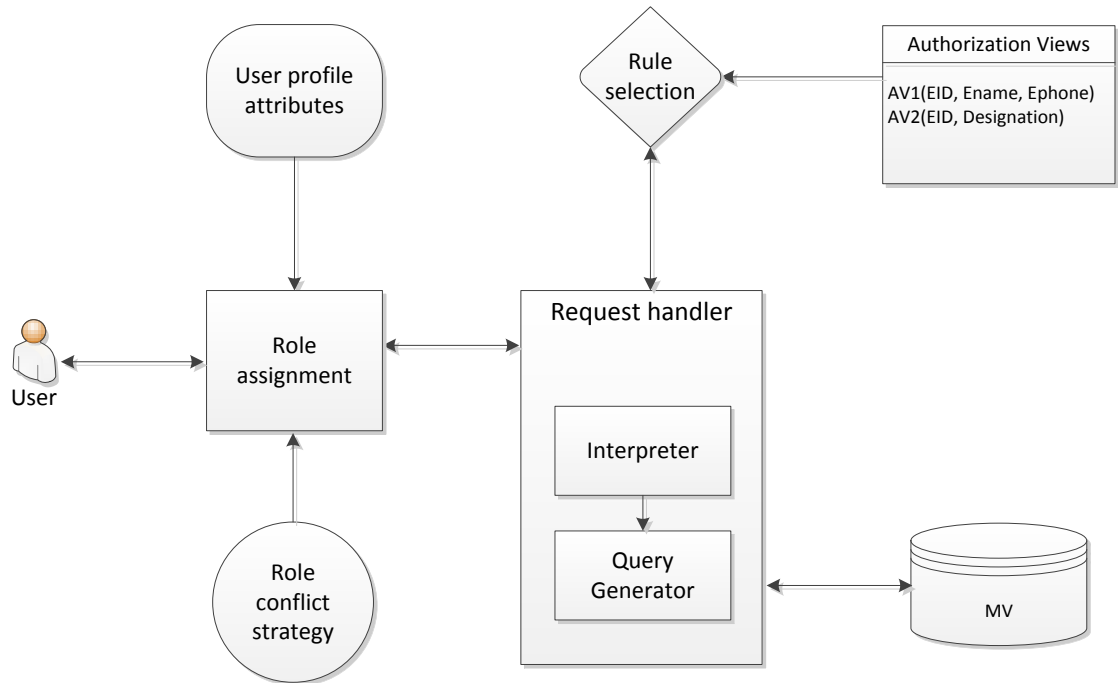 User profile
attributes
Rule
selection
Authorization Views
AV1(EID, Ename, Ephone)
AV2(EID, Designation)
User
Role
assignment
Request handler
Interpreter
Query
Generator
Role
conflict
strategy
MV